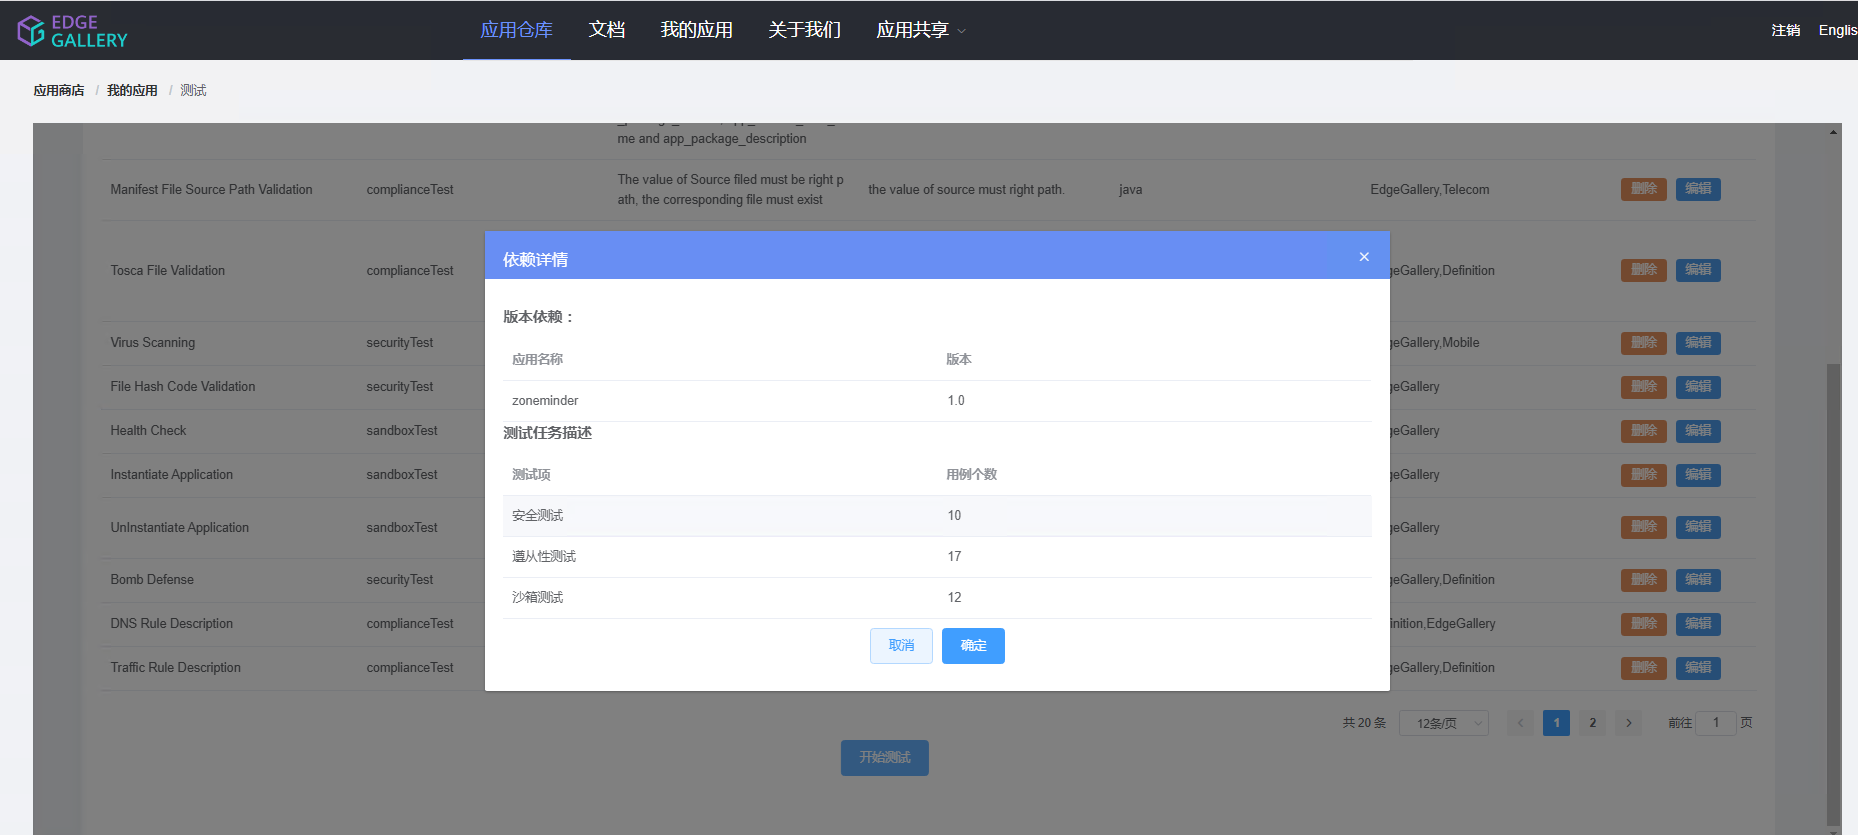 EDGE
GALLERY
应用仓库 文档 我的应用 关于我们 应用共享
注销 Englis
应用商店 / 我的应用 / 测试
me and app_package_description
Manifest File Source Path Validation complianceTest The value of Source filed must be right p the value of source must right path. java EdgeGallery,Telecom 删除 编辑
ath, the corresponding file must exist
依赖详情 ×
Tosca File Validation complianceTest geGallery,Definition 删除 编辑
版本依赖：
Virus Scanning securityTest geGallery,Mobile 删除 编辑
应用名称 版本
File Hash Code Validation securityTest geGallery 删除 编辑
zoneminder 1.0
Health Check sandboxTest geGallery 删除 编辑
测试任务描述
Instantiate Application sandboxTest geGallery 删除 编辑
测试项 用例个数
安全测试 10
UnInstantiate Application sandboxTest geGallery 删除 编辑
遵从性测试 17
Bomb Defense securityTest geGallery,Definition 删除 编辑
沙箱测试 12
DNS Rule Description complianceTest inition,EdgeGallery 删除 编辑
取消 确定
Traffic Rule Description complianceTest geGallery,Definition 删除 编辑
共 20 条 12条/页 < 1 2 > 前往 1 页
开始测试